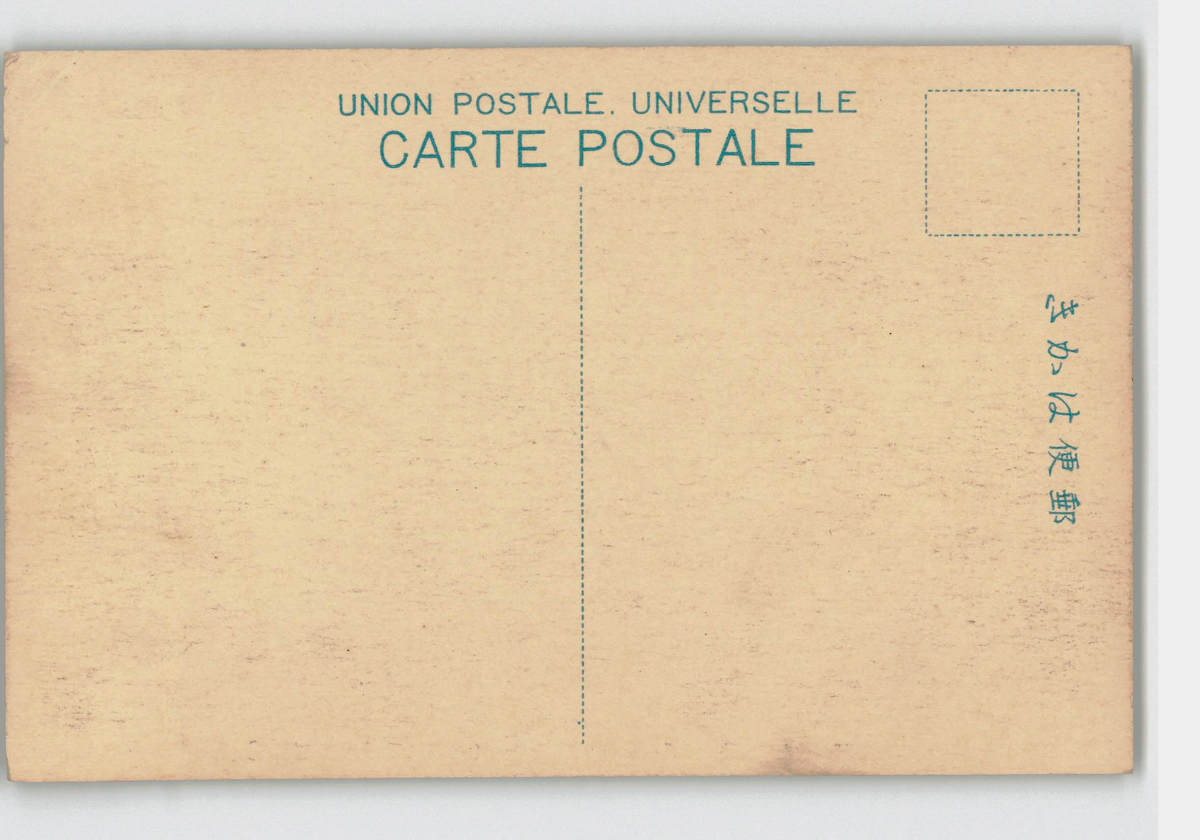 UNION POSTALE. UNIVERSELLE
CARTE POSTALE
郵便はかき